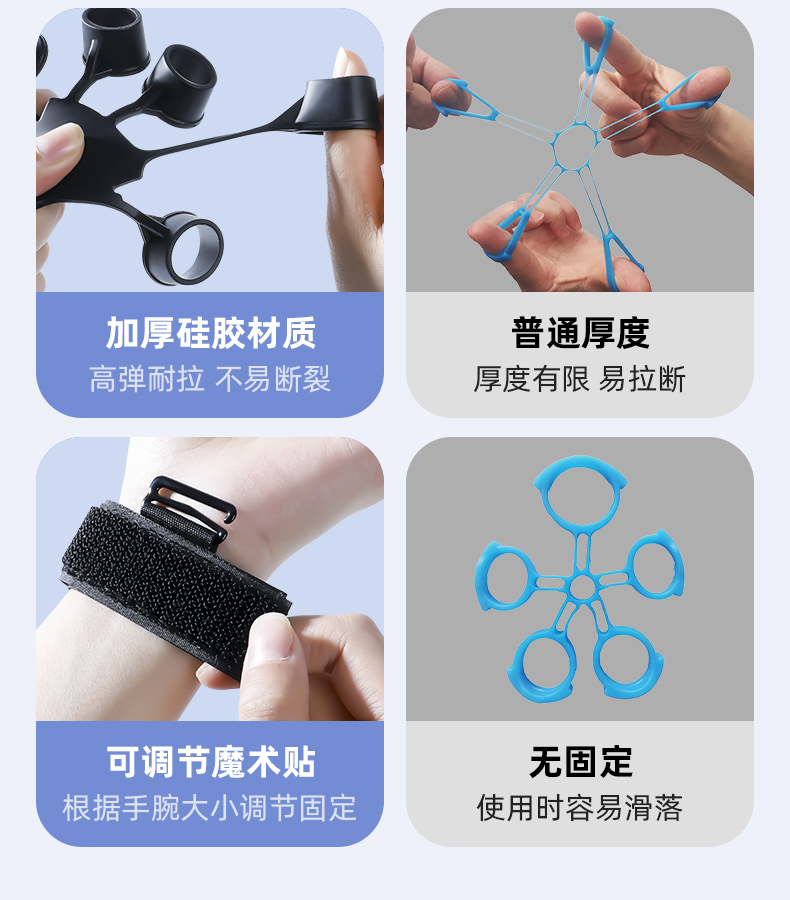 加厚硅胶材质
高弹耐拉 不易断裂
普通厚度
厚度有限 易拉断
可调节魔术贴
根据手腕大小调节固定
无固定
使用时容易滑落